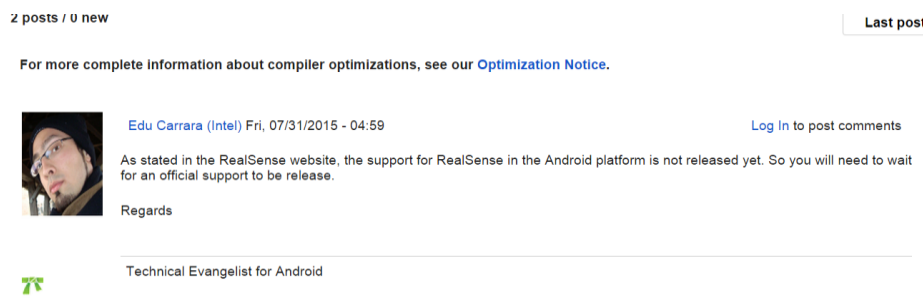 2 posts / 0 new
Last post
For more complete information about compiler optimizations, see our Optimization Notice.
Edu Carrara (Intel) Fri, 07/31/2015 - 04:59
Log In to post comments
As stated in the RealSense website, the support for RealSense in the Android platform is not released yet. So you will need to wait
for an official support to be release.
Regards
Technical Evangelist for Android